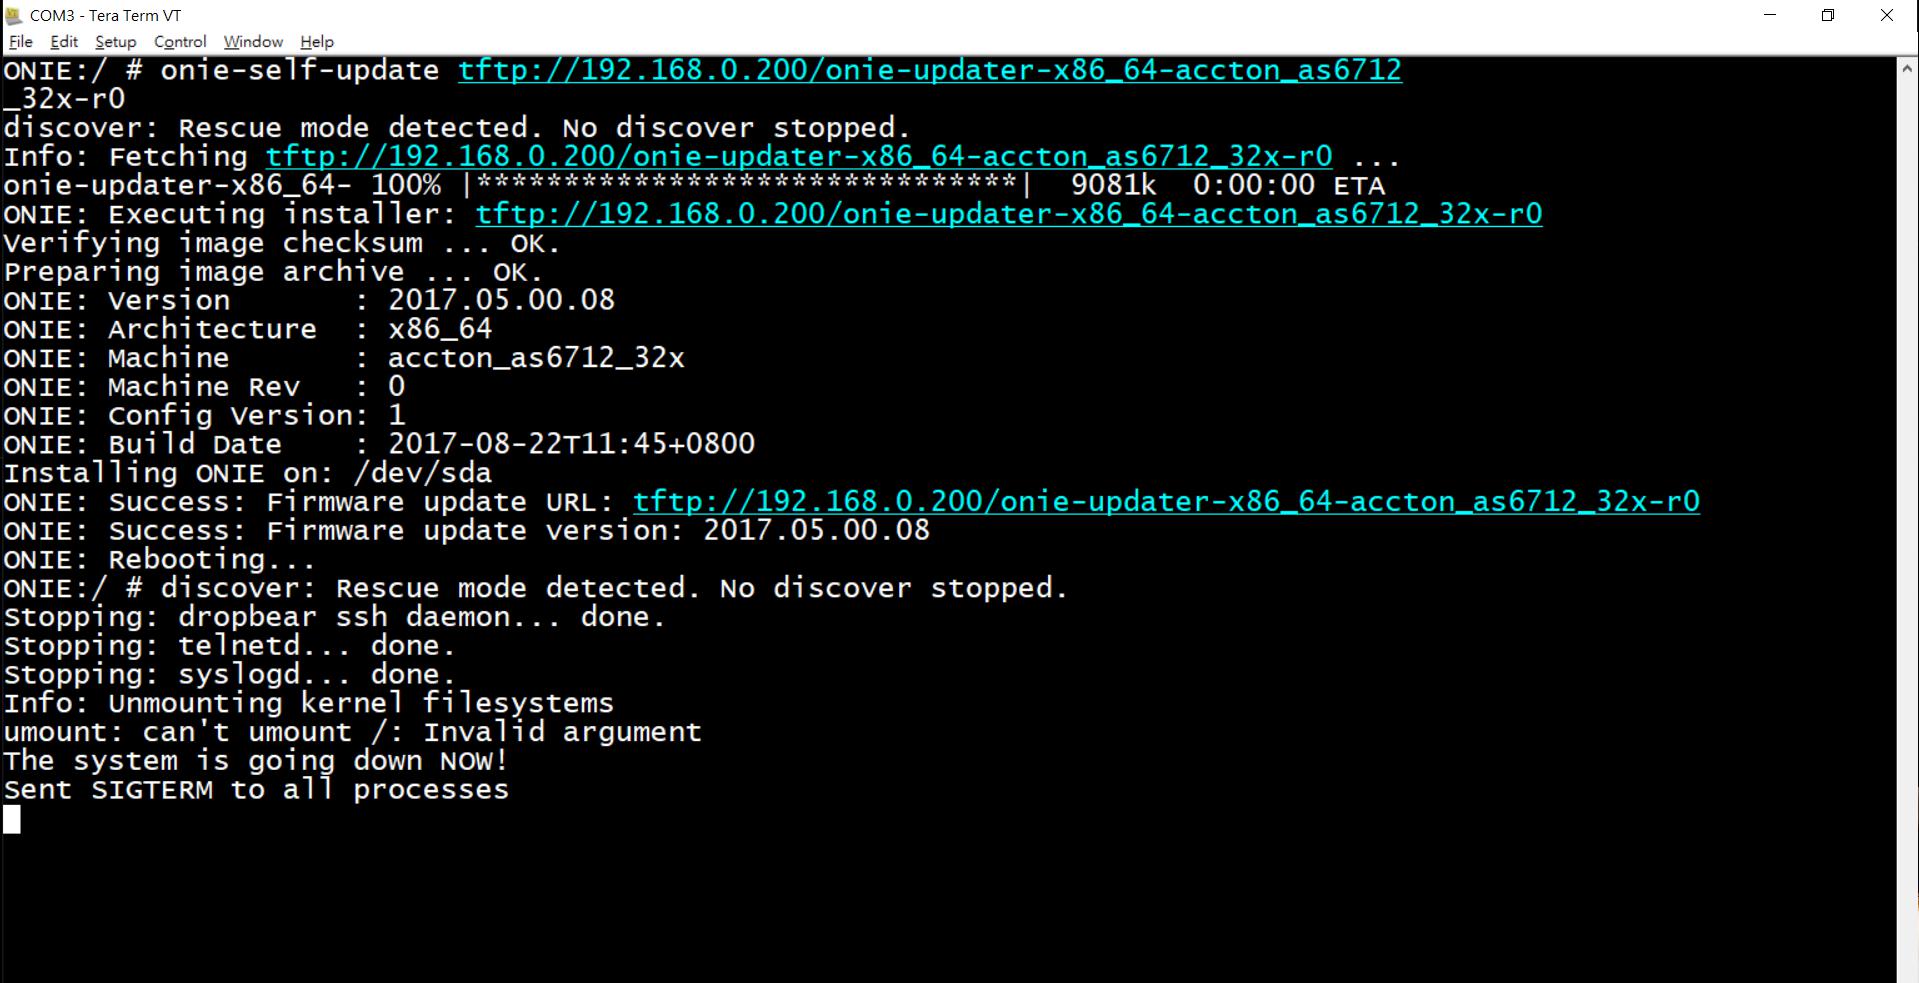 COM3 - Tera Term VT
File Edit Setup Control Window Help
ONIE:/ # onie-self-update tftp://192.168.0.200/onie-updater-x86_64-accton_as6712
_32x-r0
discover: Rescue mode detected. No discover stopped.
Info: Fetching tftp://192.168.0.200/onie-updater-x86_64-accton_as6712_32x-r0 ...
onie-updater-x86_64- 100% |*******************************|  9081k  0:00:00 ETA
ONIE: Executing installer: tftp://192.168.0.200/onie-updater-x86_64-accton_as6712_32x-r0
Verifying image checksum ... OK.
Preparing image archive ... OK.
ONIE: Version       : 2017.05.00.08
ONIE: Architecture  : x86_64
ONIE: Machine       : accton_as6712_32x
ONIE: Machine Rev   : 0
ONIE: Config Version: 1
ONIE: Build Date    : 2017-08-22T11:45+0800
Installing ONIE on: /dev/sda
ONIE: Success: Firmware update URL: tftp://192.168.0.200/onie-updater-x86_64-accton_as6712_32x-r0
ONIE: Success: Firmware update version: 2017.05.00.08
ONIE: Rebooting...
ONIE:/ # discover: Rescue mode detected. No discover stopped.
Stopping: dropbear ssh daemon... done.
Stopping: telnetd... done.
Stopping: syslogd... done.
Info: Unmounting kernel filesystems
umount: can't umount /: Invalid argument
The system is going down NOW!
Sent SIGTERM to all processes